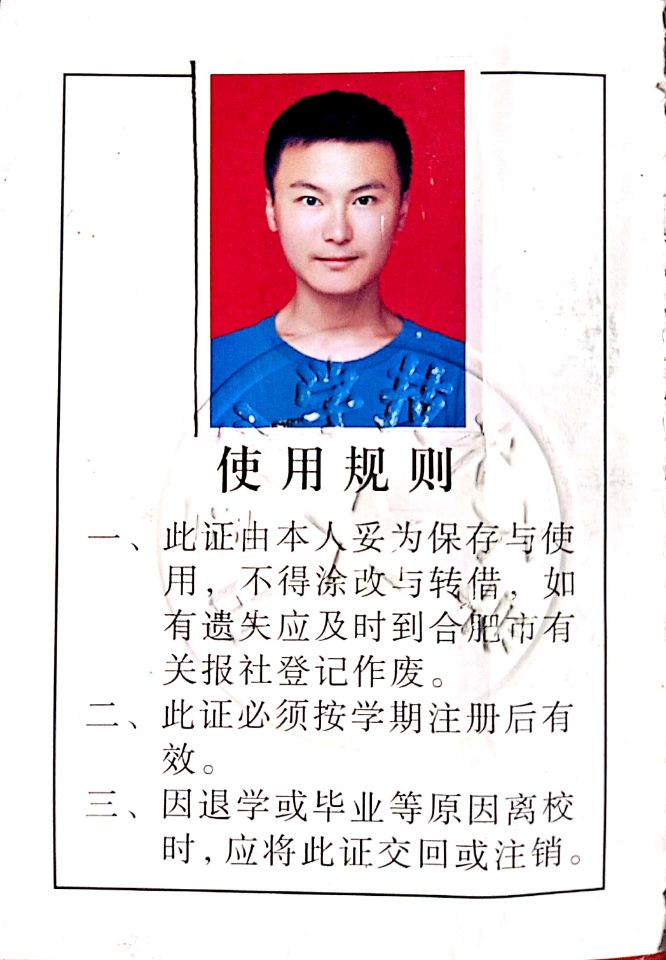 使用规则
一、此证由本人妥为保存与使
用，不得涂改与转借，如
有遗失应及时到合肥市有
关报社登记作废。
二、此证必须按学期注册后有
效。
三、因退学或毕业等原因离校
时，应将此证交回或注销。